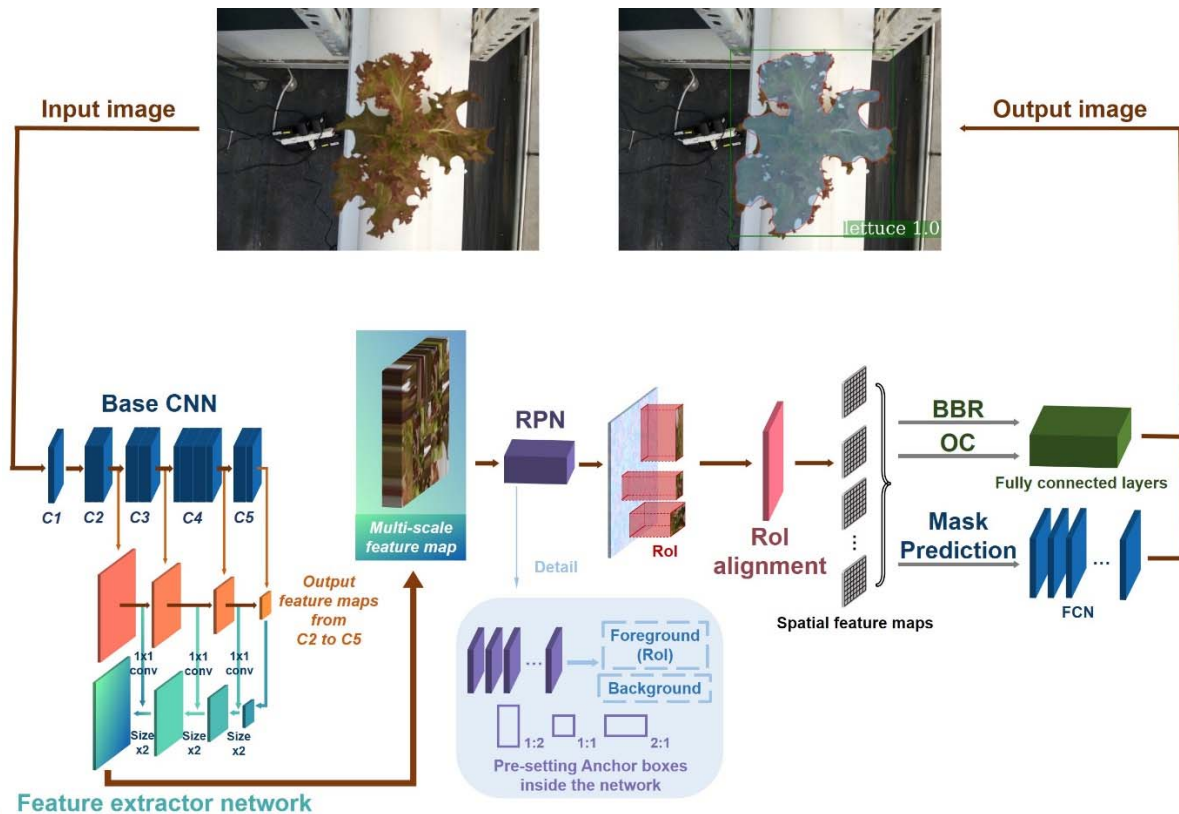 Input image
Output image
lettuce 1.0
Base CNN
C1
C2
C3
C4
C5
Output
feature maps
from
C2 to C5
1x1
conv
1x1
conv
1x1
conv
Size
x2
Size
x2
Size
x2
Feature extractor network
Multi-scale
feature map
RPN
Detail
Foreground
(RoI)
Background
1:2
1:1
2:1
Pre-setting Anchor boxes
inside the network
RoI
RoI
alignment
Spatial feature maps
BBR
OC
Fully connected layers
Mask
Prediction
FCN